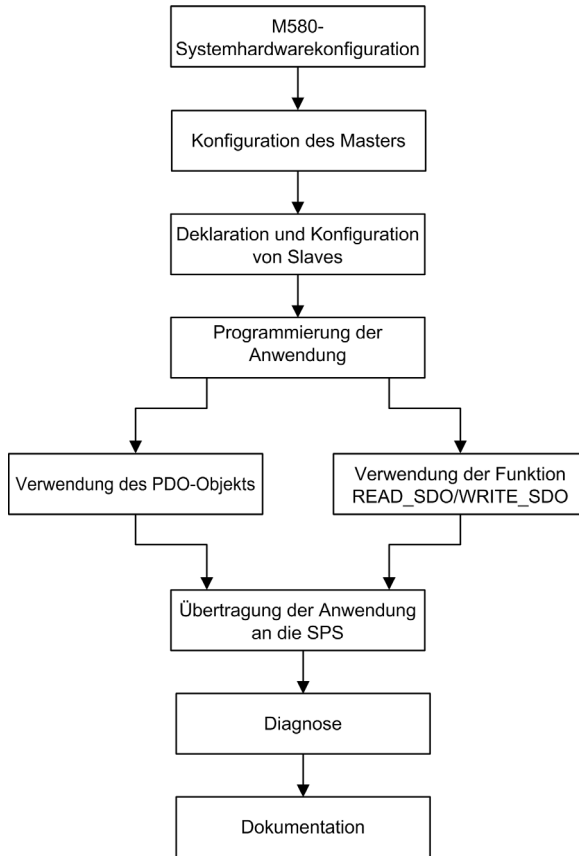 M580-
Systemhardwarekonfiguration
Konfiguration des Masters
Deklaration und Konfiguration
von Slaves
Programmierung der
Anwendung
Verwendung des PDO-Objekts
Verwendung der Funktion
READ_SDO/WRITE_SDO
Übertragung der Anwendung
an die SPS
Diagnose
Dokumentation